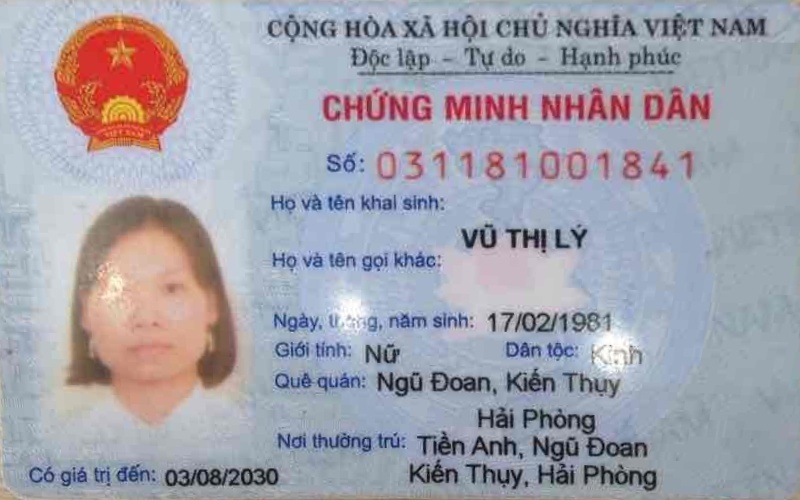 CỘNG HÒA XÃ HỘI CHỦ NGHĨA VIỆT NAM
Độc lập - Tự do - Hạnh phúc
CHỨNG MINH NHÂN DÂN
Số: 031181001841
Họ và tên khai sinh:
VŨ THỊ LÝ
Họ và tên gọi khác:
Ngày, tháng, năm sinh: 17/02/1981
Giới tính: Nữ Dân tộc: Kinh
Quê quán: Ngũ Đoan, Kiến Thụy
Hải Phòng
Nơi thường trú: Tiền Anh, Ngũ Đoan
Kiến Thụy, Hải Phòng
Có giá trị đến: 03/08/2030
VIỆT NAM